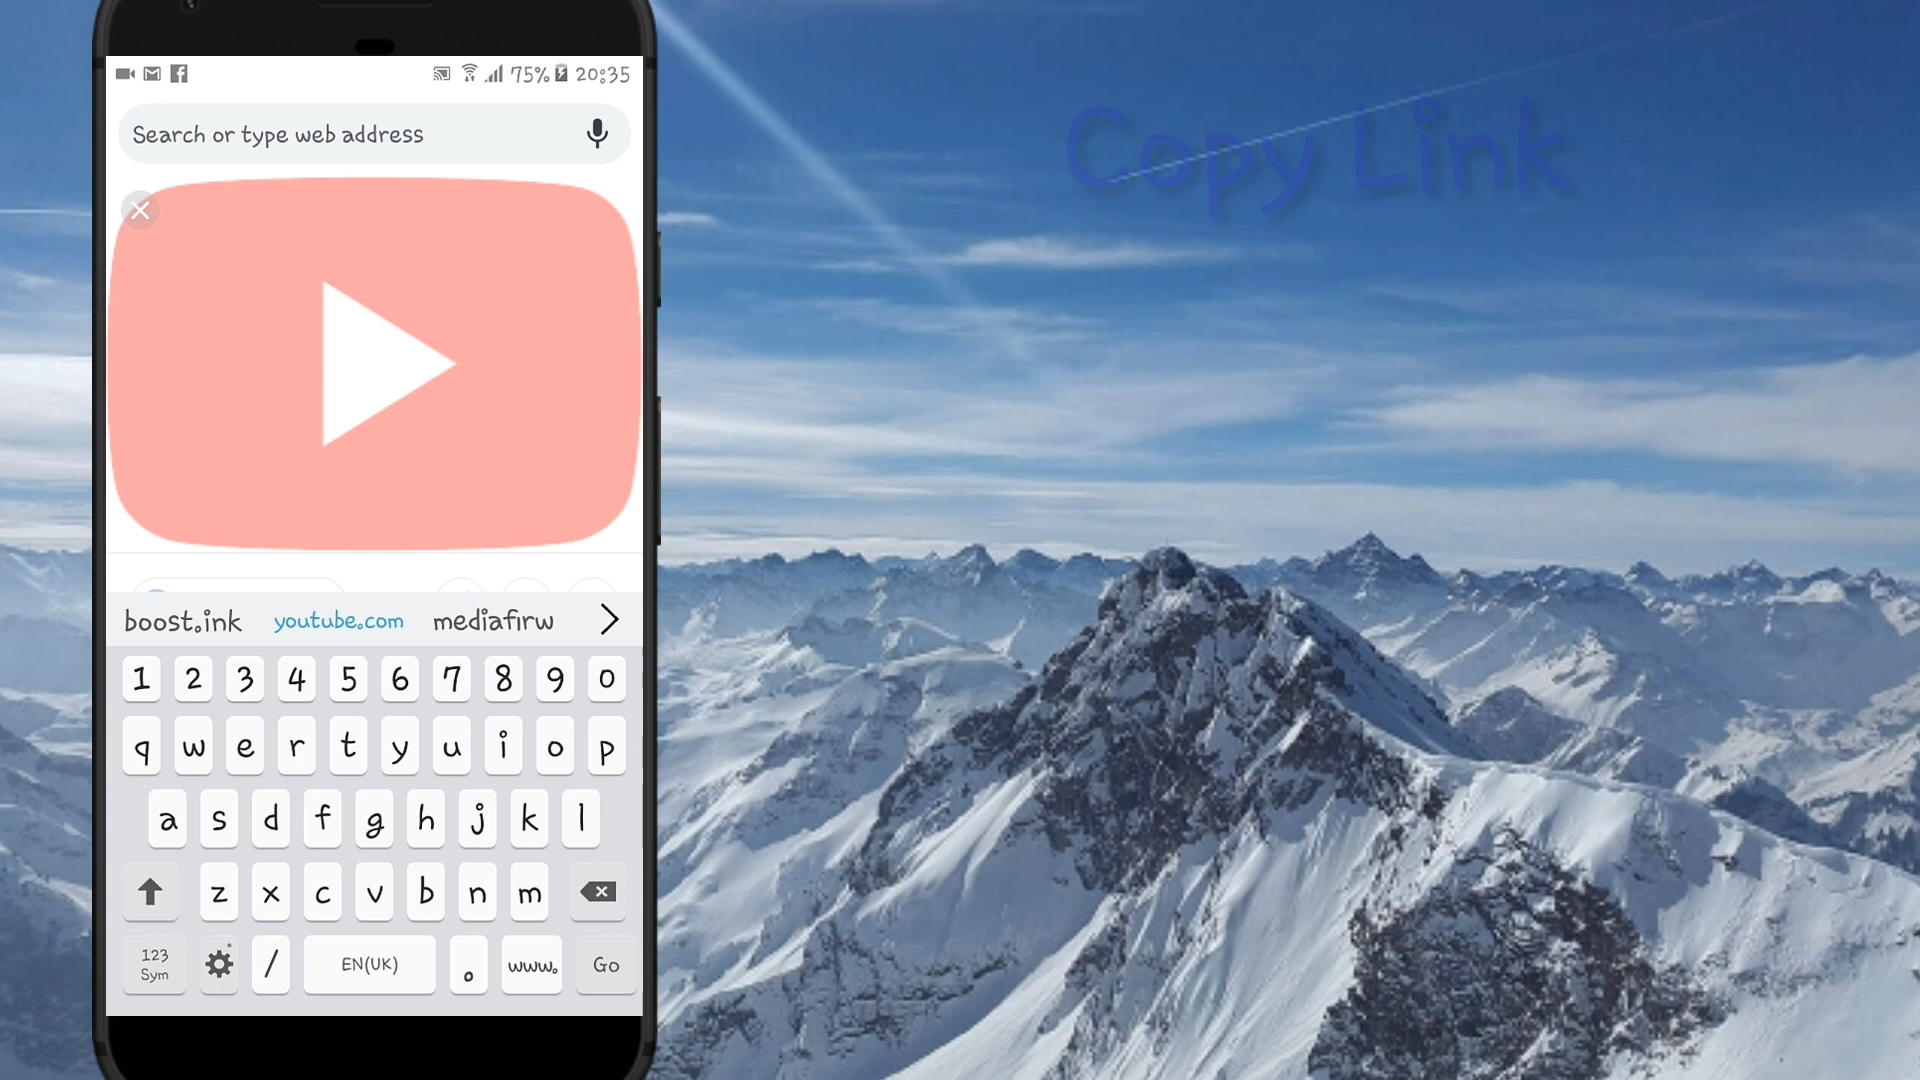 75% 20:35
Search or type web address
Copy Link
boost.ink youtube.com mediafirw
1 2 3 4 5 6 7 8 9 0
q w e r t y u i o p
a s d f g h j k l
z x c v b n m
123
Sym / EN(UK) . www. Go